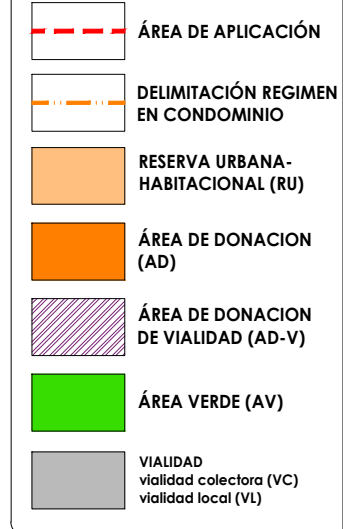 ÁREA DE APLICACIÓN
DELIMITACIÓN REGIMEN
EN CONDOMINIO
RESERVA URBANA-
HABITACIONAL (RU)
ÁREA DE DONACION
(AD)
ÁREA DE DONACION
DE VIALIDAD (AD-V)
ÁREA VERDE (AV)
VIALIDAD
vialidad colectora (VC)
vialidad local (VL)